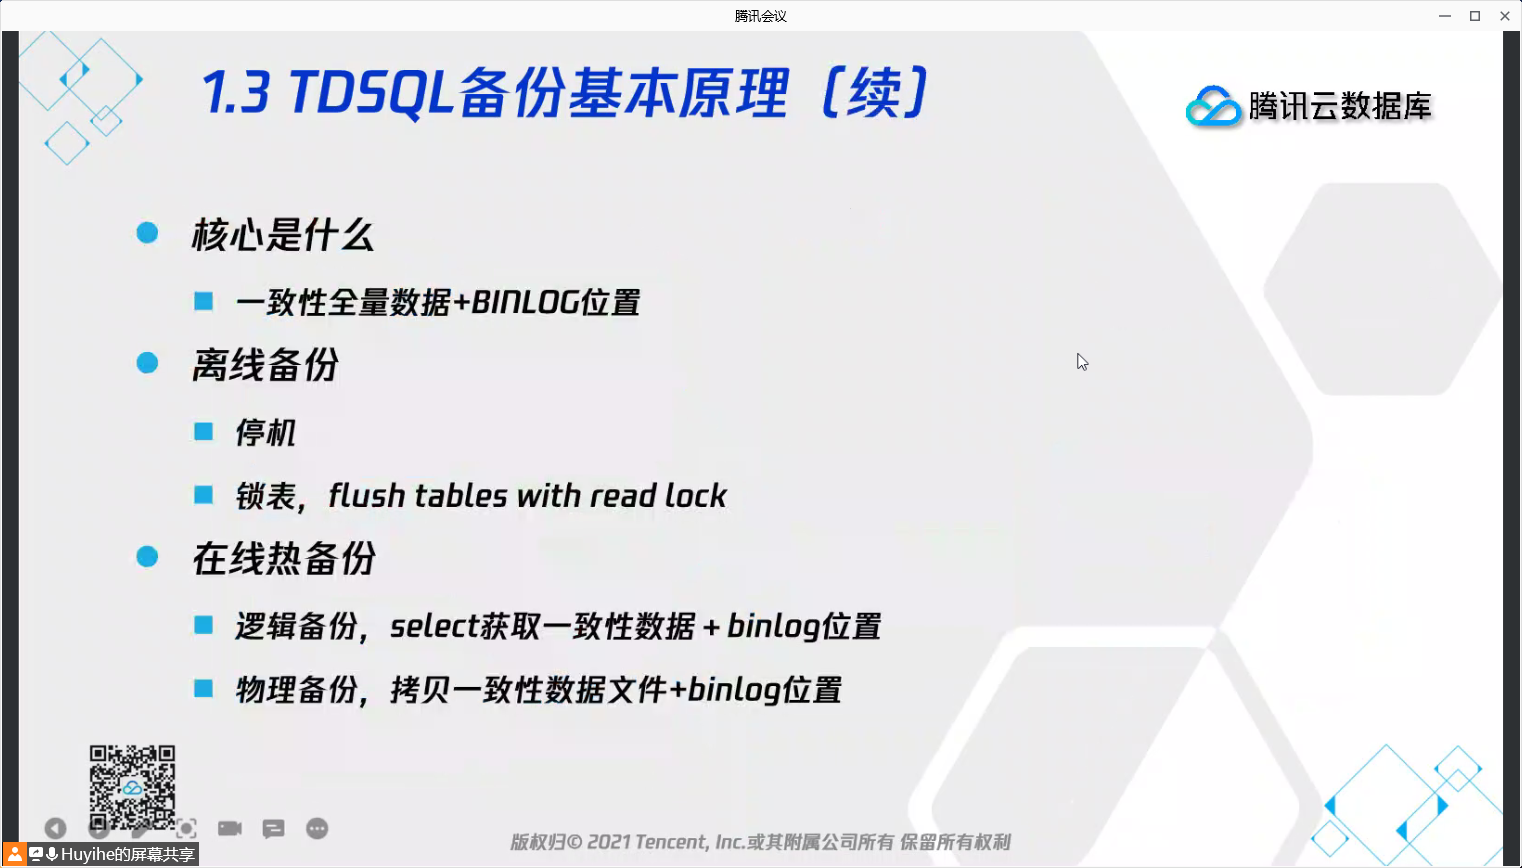 腾讯会议
1.3 TDSQL备份基本原理（续）
腾讯云数据库
核心是什么
一致性全量数据+BINLOG位置
离线备份
停机
锁表，flush tables with read lock
在线热备份
逻辑备份，select获取一致性数据 + binlog位置
物理备份，拷贝一致性数据文件+binlog位置
版权归© 2021 Tencent, Inc.或其附属公司所有 保留所有权利
Huyihe的屏幕共享